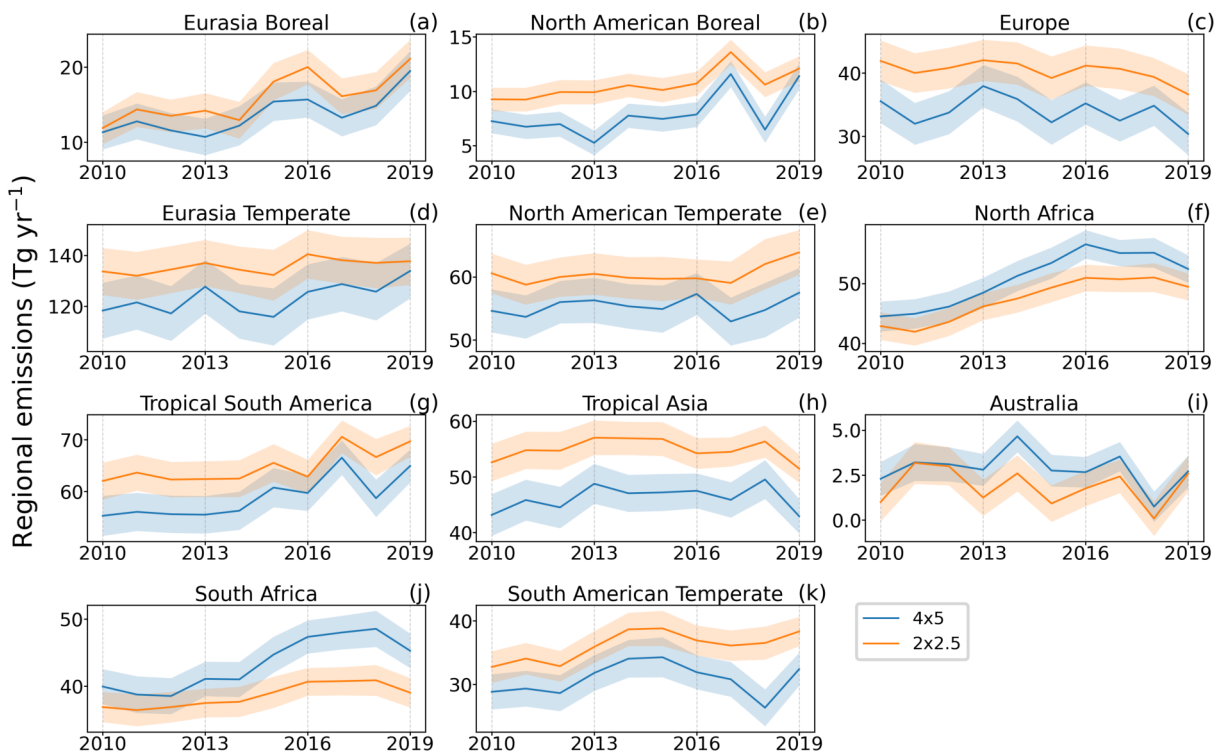 Regional emissions (Tg yr⁻¹)
Eurasia Boreal (a)
20
10
2010 2013 2016 2019
North American Boreal (b)
15
10
5
2010 2013 2016 2019
Europe (c)
40
30
2010 2013 2016 2019
Eurasia Temperate (d)
140
120
2010 2013 2016 2019
North American Temperate (e)
60
50
2010 2013 2016 2019
North Africa (f)
50
40
2010 2013 2016 2019
Tropical South America (g)
70
60
2010 2013 2016 2019
Tropical Asia (h)
60
50
40
2010 2013 2016 2019
Australia (i)
5.0
2.5
0.0
2010 2013 2016 2019
South Africa (j)
50
40
2010 2013 2016 2019
South American Temperate (k)
40
30
2010 2013 2016 2019
4x5
2x2.5